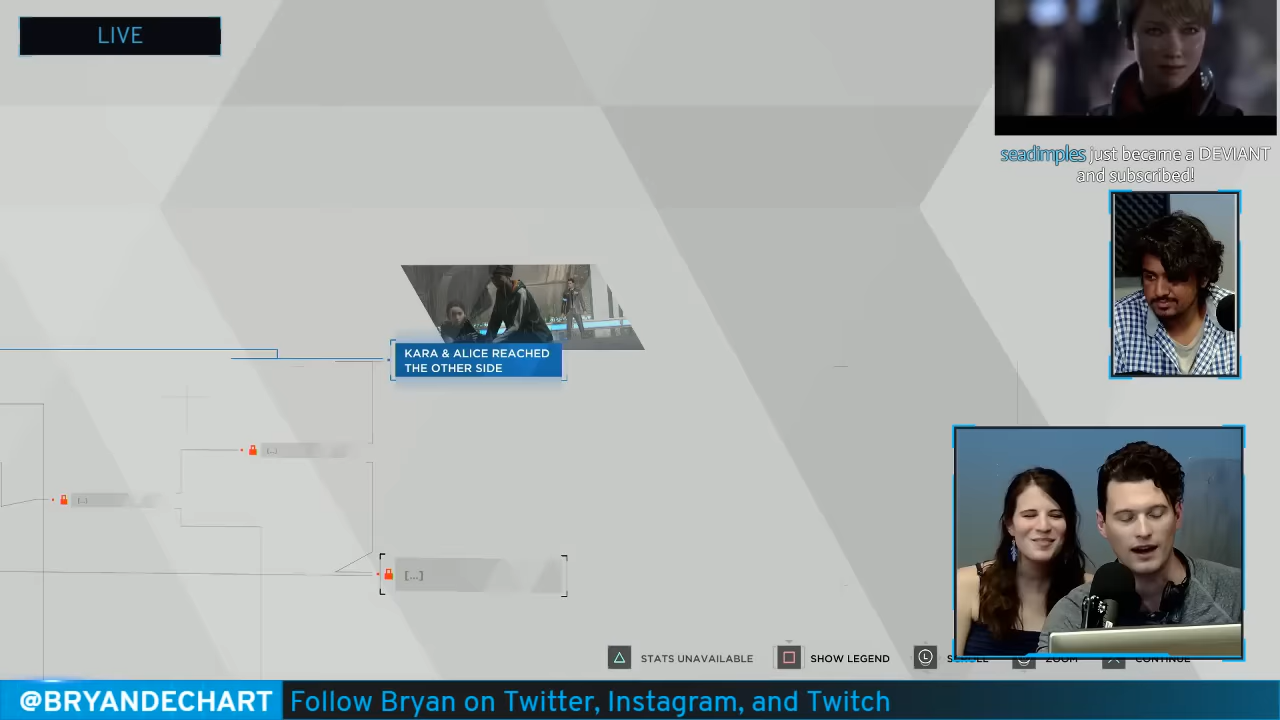 LIVE
seadimples just became a DEVIANT
and subscribed!
KARA & ALICE REACHED
THE OTHER SIDE
[...]
[...]
[...]
STATS UNAVAILABLE
SHOW LEGEND
L
@BRYANDECHART
Follow Bryan on Twitter, Instagram, and Twitch